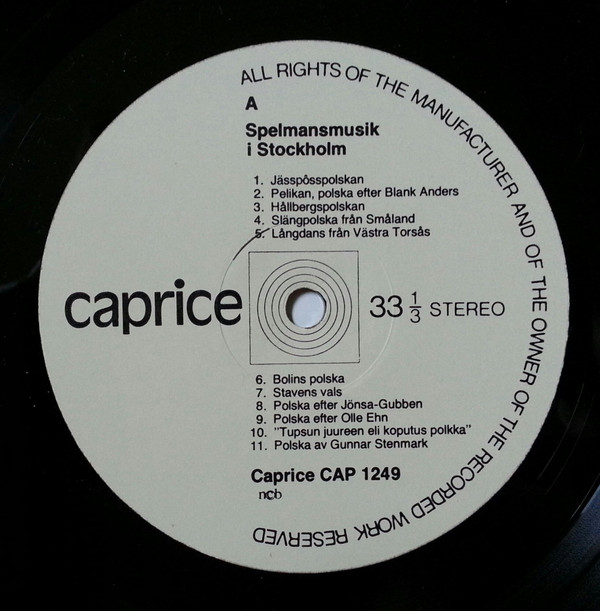 ALL RIGHTS OF THE MANUFACTURER AND OF THE OWNER OF THE RECORDED WORK RESERVED
A
Spelmansmusik
i Stockholm
1. Jässpôsspolskan
2. Pelikan, polska efter Blank Anders
3. Hållbergspolskan
4. Slängpolska från Småland
5. Långdans från Västra Torsås
caprice
33 1/3 STEREO
6. Bolins polska
7. Stavens vals
8. Polska efter Jönsa-Gubben
9. Polska efter Olle Ehn
10. "Tupsun juureen eli koputus polkka"
11. Polska av Gunnar Stenmark
Caprice CAP 1249
ncb